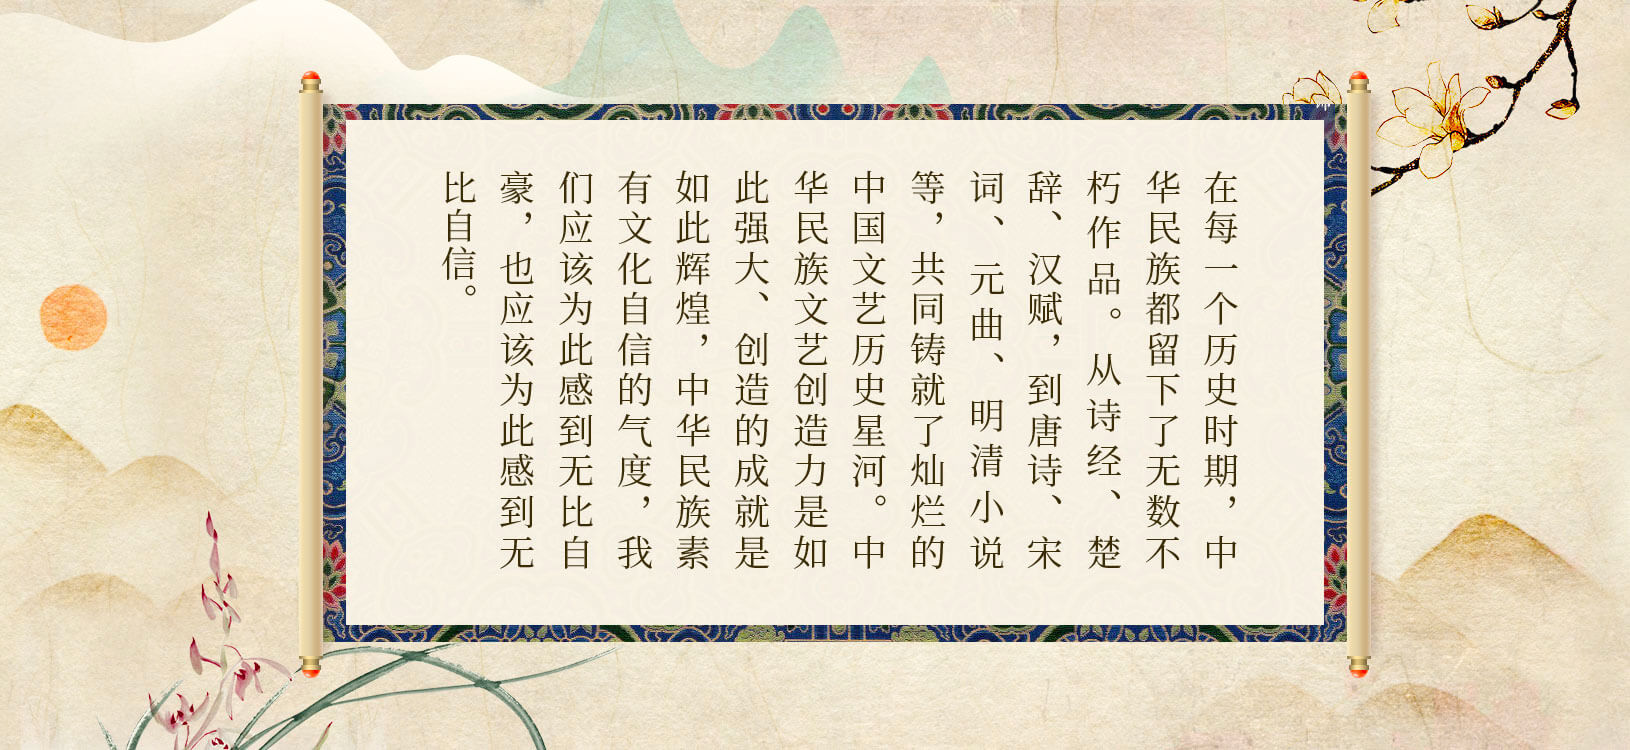 在每一个历史时期，中
华民族都留下了无数不
朽作品。从诗经、楚
辞、汉赋，到唐诗、宋
词、元曲、明清小说
等，共同铸就了灿烂的
中国文艺历史星河。中
华民族文艺创造力是如
此强大、创造的成就是
如此辉煌，中华民族素
有文化自信的气度，我
们应该为此感到无比自
豪，也应该为此感到无
比自信。